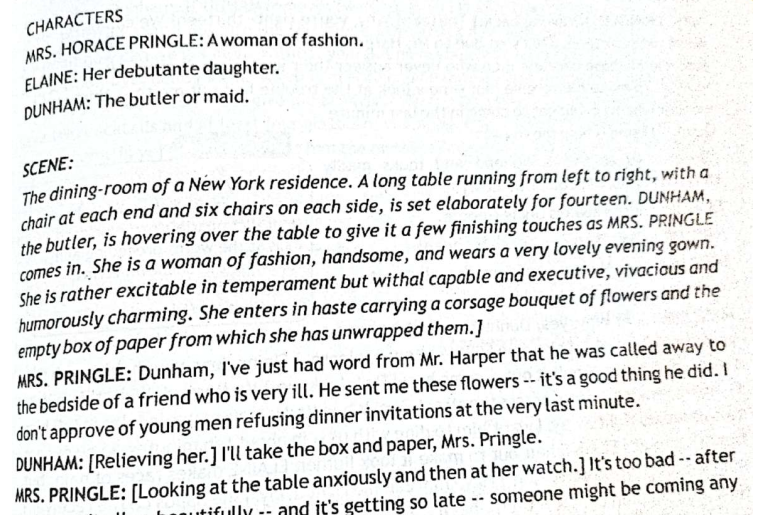 CHARACTERS
MRS. HORACE PRINGLE: A woman of fashion.
ELAINE: Her debutante daughter.
DUNHAM: The butler or maid.
SCENE:
The dining-room of a New York residence. A long table running from left to right, with a
chair at each end and six chairs on each side, is set elaborately for fourteen. DUNHAM,
the butler, is hovering over the table to give it a few finishing touches as MRS. PRINGLE
comes in. She is a woman of fashion, handsome, and wears a very lovely evening gown.
She is rather excitable in temperament but withal capable and executive, vivacious and
humorously charming. She enters in haste carrying a corsage bouquet of flowers and the
empty box of paper from which she has unwrapped them.]
MRS. PRINGLE: Dunham, I've just had word from Mr. Harper that he was called away to
the bedside of a friend who is very ill. He sent me these flowers -- it's a good thing he did. I
don't approve of young men refusing dinner invitations at the very last minute.
DUNHAM: [Relieving her.] I'll take the box and paper, Mrs. Pringle.
MRS. PRINGLE: [Looking at the table anxiously and then at her watch.] It's too bad -- after
beautifully -- and it's getting so late -- someone might be coming any